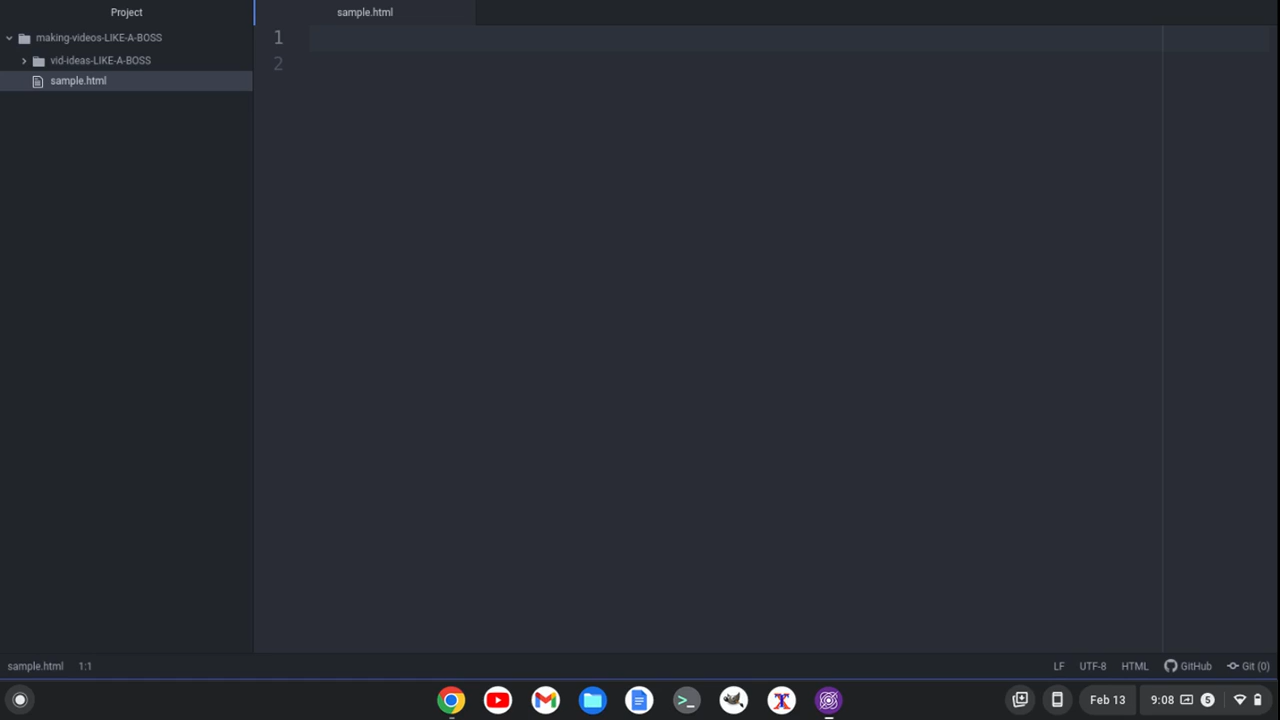 Project
sample.html
making-videos-LIKE-A-BOSS
vid-ideas-LIKE-A-BOSS
sample.html
1
2
sample.html 1:1
LF UTF-8 HTML GitHub Git (0)
Feb 13 9:08 5